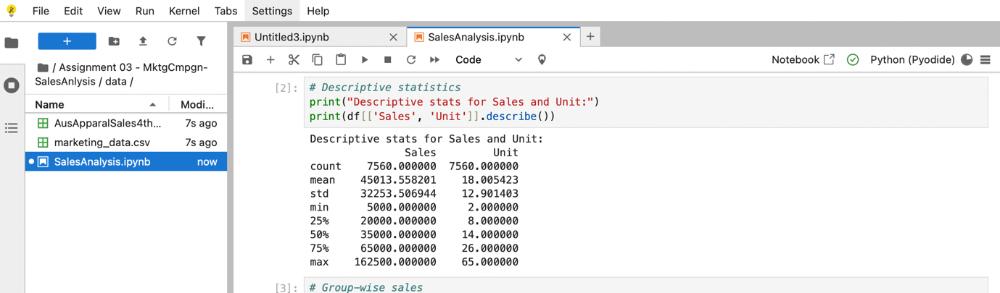 File Edit View Run Kernel Tabs Settings Help
Untitled3.ipynb
SalesAnalysis.ipynb
Code
Notebook
Python (Pyodide)
/ Assignment 03 - MktgCmpgn-
SalesAnlysis / data /
Name Modi...
AusApparalSales4th... 7s ago
marketing_data.csv 7s ago
SalesAnalysis.ipynb now
[2]: # Descriptive statistics
print("Descriptive stats for Sales and Unit:")
print(df[['Sales', 'Unit']].describe())
Descriptive stats for Sales and Unit:
Sales Unit
count 7560.000000 7560.000000
mean 45013.558201 18.005423
std 32253.506944 12.901403
min 5000.000000 2.000000
25% 20000.000000 8.000000
50% 35000.000000 14.000000
75% 65000.000000 26.000000
max 162500.000000 65.000000
[3]: # Group-wise sales